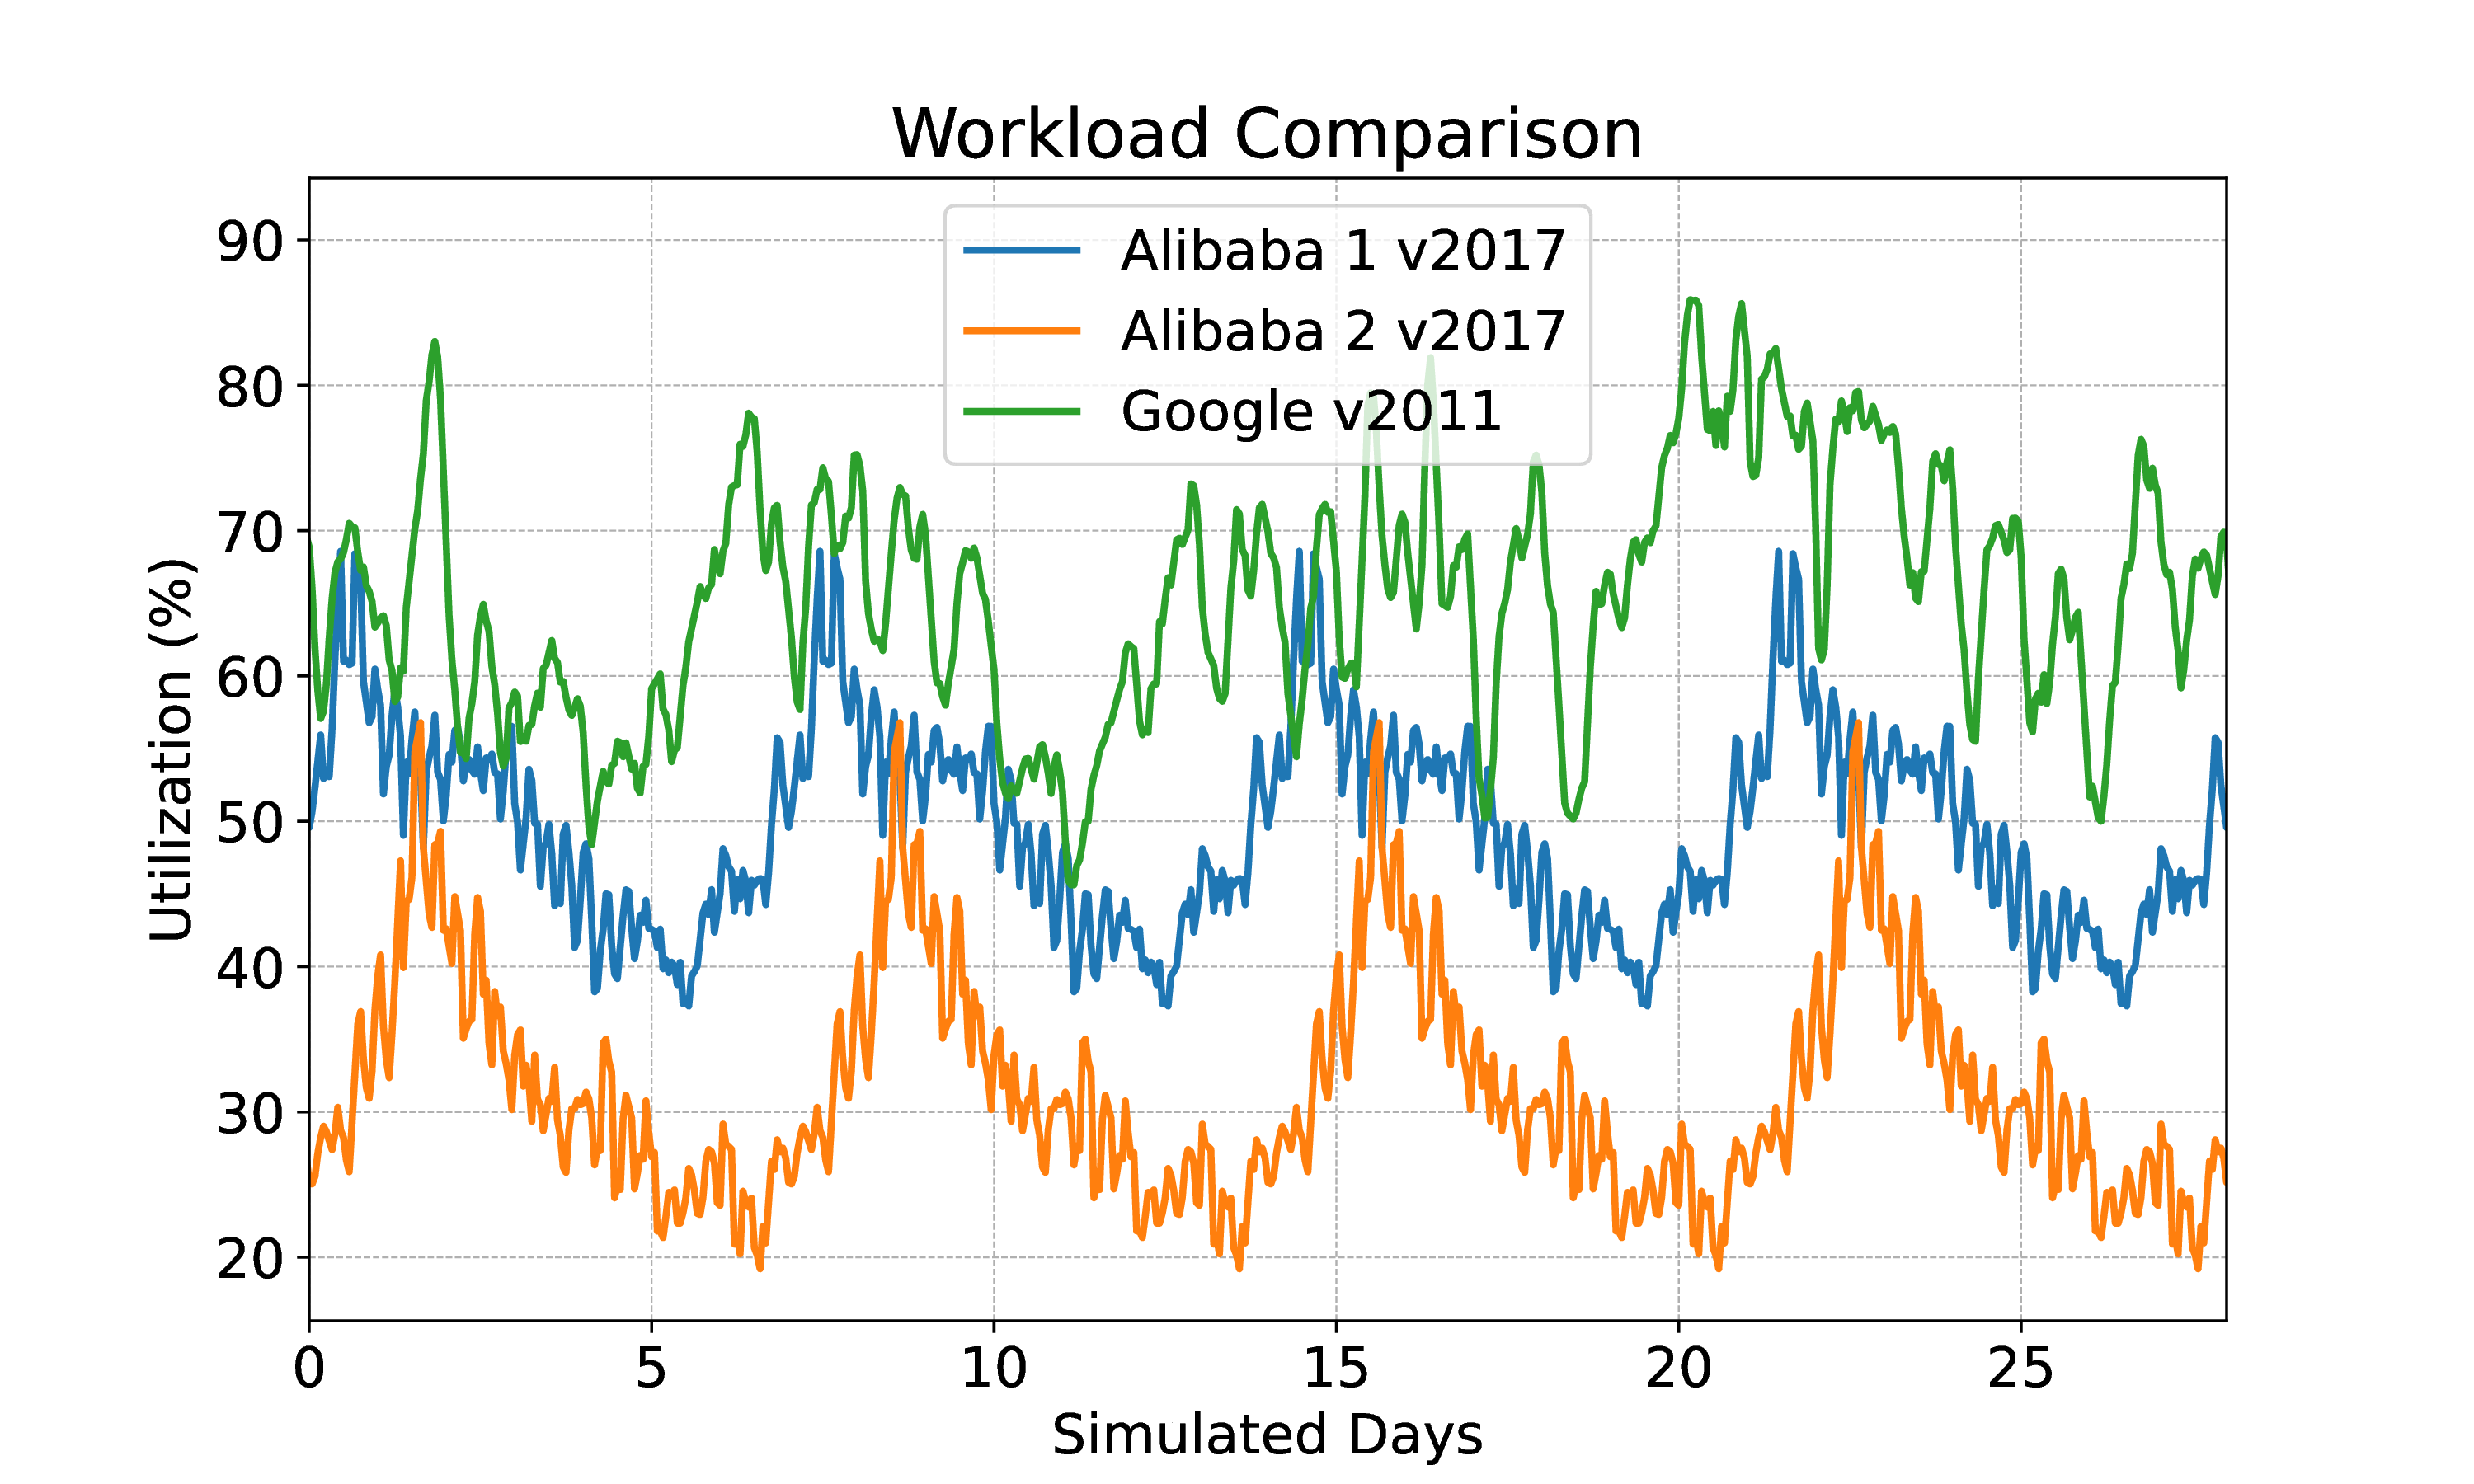 Workload Comparison
Alibaba 1 v2017
Alibaba 2 v2017
Google v2011
Utilization (%)
90
80
70
60
50
40
30
20
0 5 10 15 20 25
Simulated Days